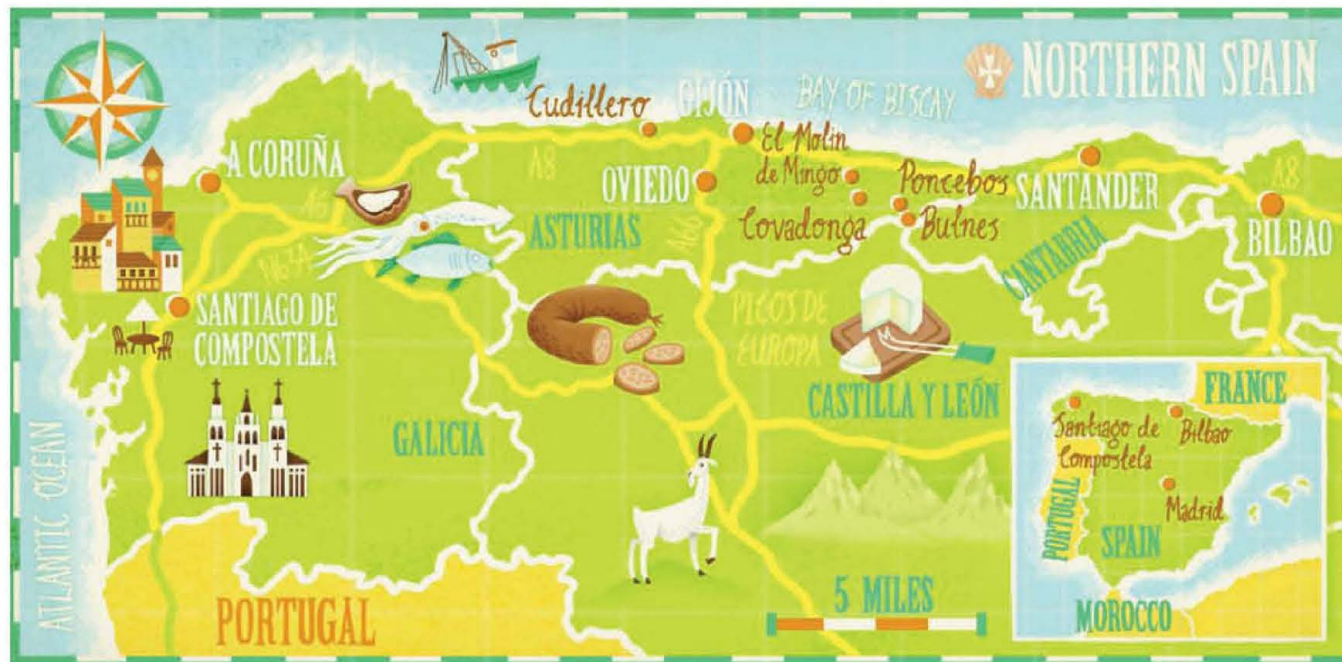 NORTHERN SPAIN
Cudillero
GIJÓN
BAY OF BISCAY
A CORUÑA
A8
OVIEDO
El Molin
de Mingo
Poncebos
SANTANDER
A8
A6
ASTURIAS
A66
Covadonga
Bulnes
CANTABRIA
BILBAO
SANTIAGO DE
COMPOSTELA
PICOS DE
EUROPA
CASTILLA Y LEÓN
GALICIA
ATLANTIC OCEAN
PORTUGAL
5 MILES
FRANCE
Santiago de
Compostela
Bilbao
Madrid
PORTUGAL
SPAIN
MOROCCO